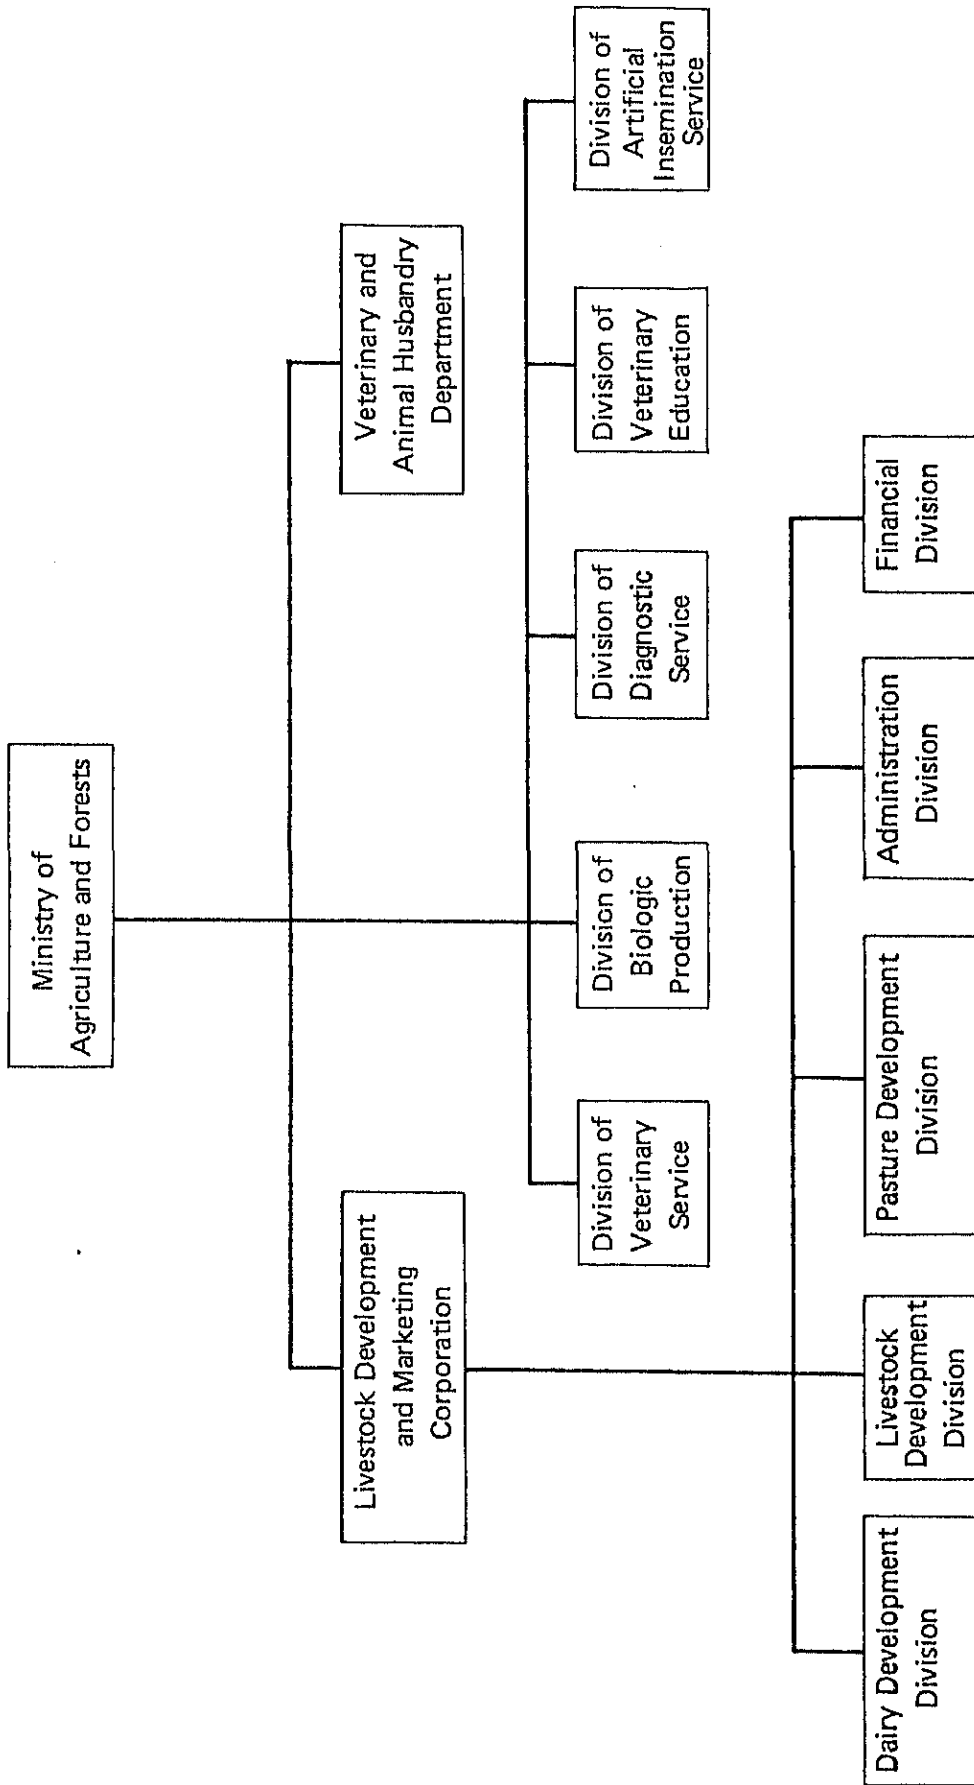 Ministry of
Agriculture and Forests
Livestock Development
and Marketing
Corporation
Veterinary and
Animal Husbandry
Department
Division of
Veterinary
Service
Division of
Biologic
Production
Division of
Diagnostic
Service
Division of
Veterinary
Education
Division of
Artificial
Insemination
Service
Dairy Development
Division
Livestock
Development
Division
Pasture Development
Division
Administration
Division
Financial
Division